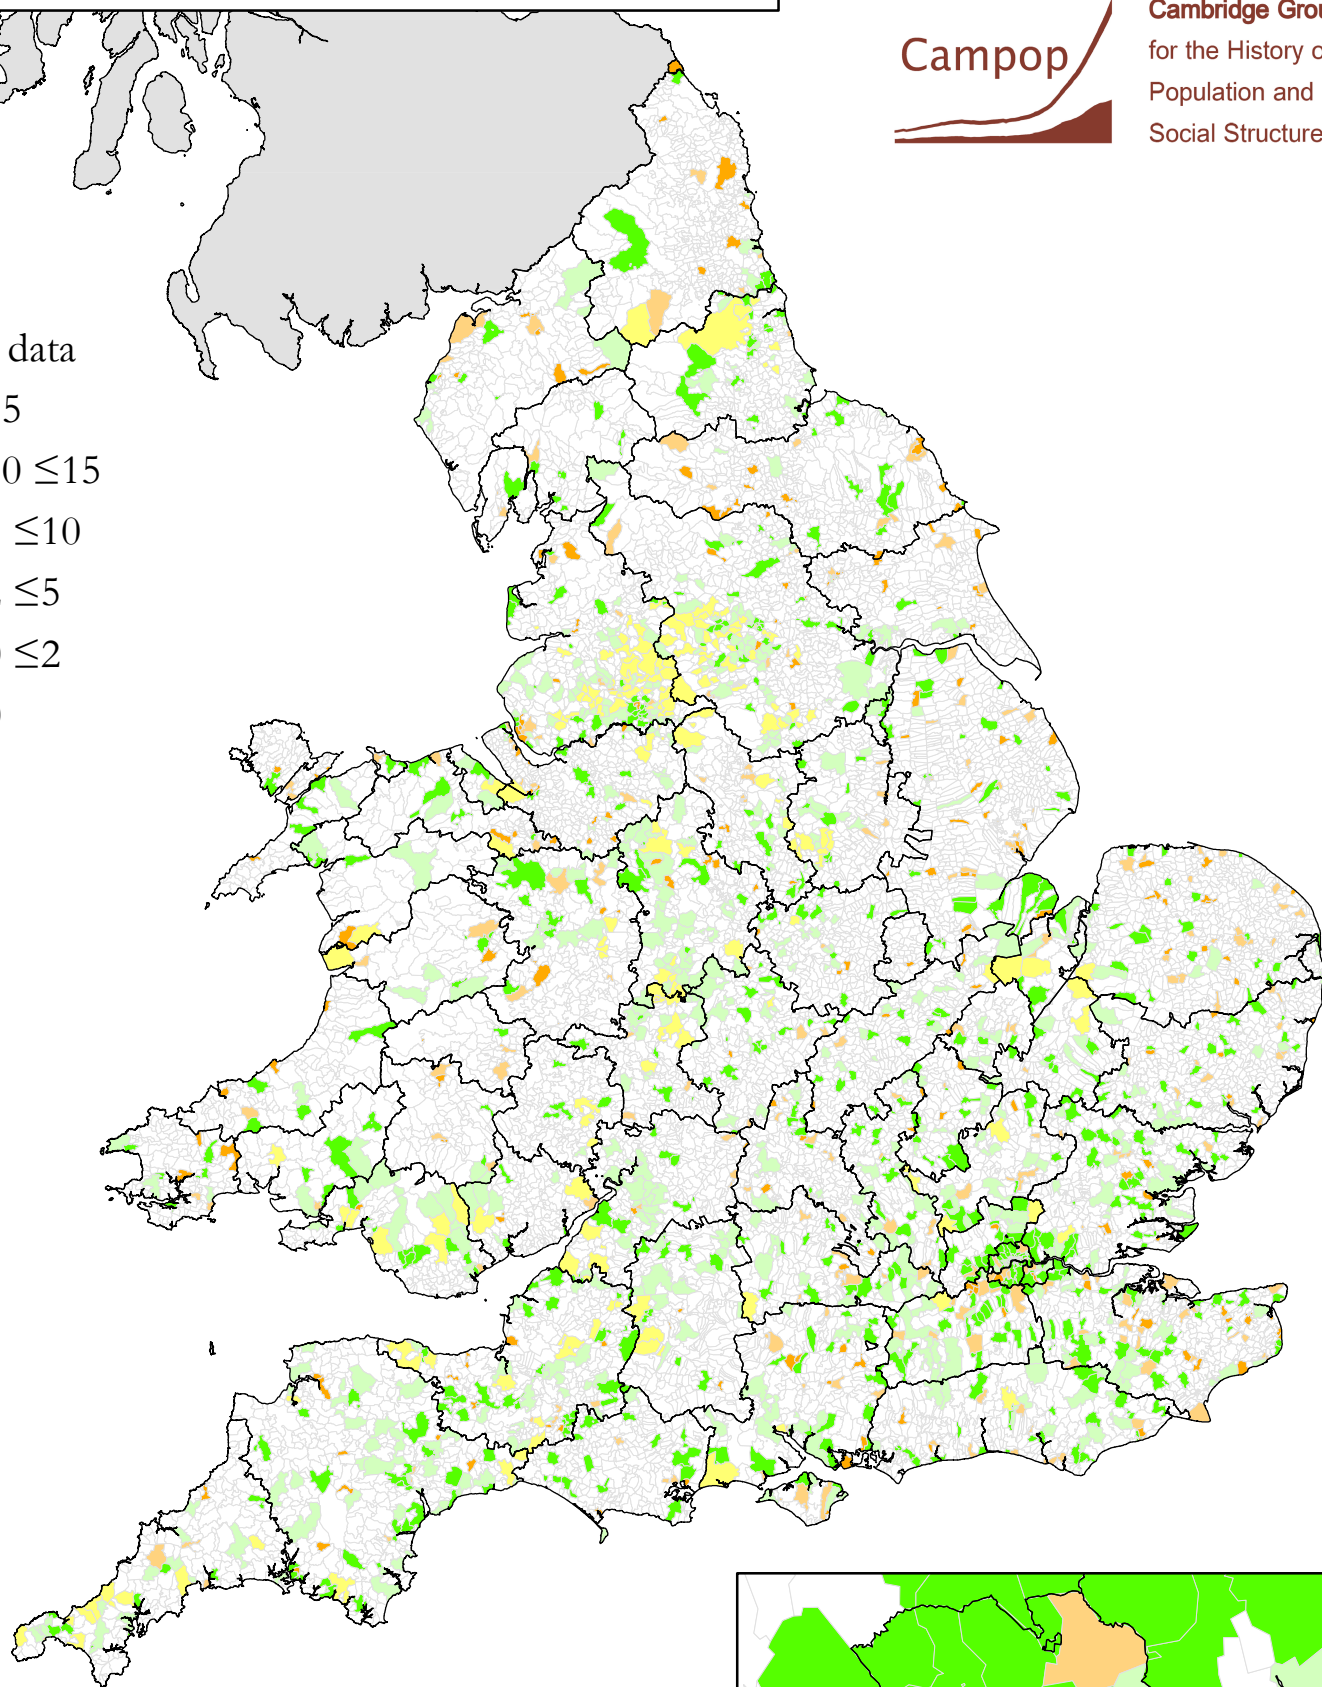 Campop
Cambridge Grou
for the History o
Population and
Social Structure
data
5
0 ≤15
≤10
≤5
≤2